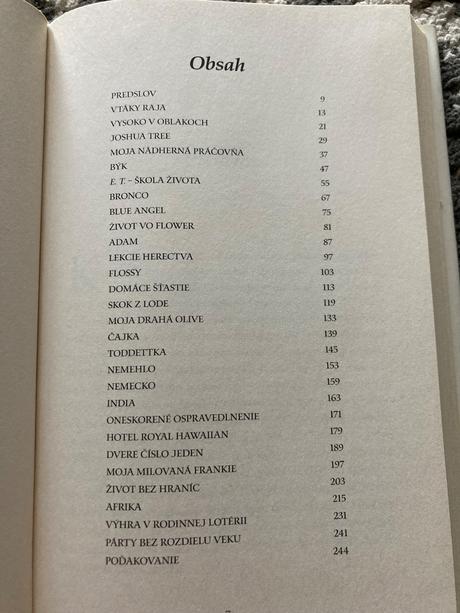 Obsah
PREDSLOV 9
VTÁKY RAJA 13
VYSOKO V OBLAKOCH 21
JOSHUA TREE 29
MOJA NÁDHERNÁ PRÁČOVŇA 37
BÝK 47
E. T. – ŠKOLA ŽIVOTA 55
BRONCO 67
BLUE ANGEL 75
ŽIVOT VO FLOWER 81
ADAM 87
LEKCIE HERECTVA 97
FLOSSY 103
DOMÁCE ŠŤASTIE 113
SKOK Z LODE 119
MOJA DRAHÁ OLIVE 133
ČAJKA 139
TODDETTKA 145
NEMEHLO 153
NEMECKO 159
INDIA 163
ONESKORENÉ OSPRAVEDLNENIE 171
HOTEL ROYAL HAWAIIAN 179
DVERE ČÍSLO JEDEN 189
MOJA MILOVANÁ FRANKIE 197
ŽIVOT BEZ HRANÍC 203
AFRIKA 215
VÝHRA V RODINNEJ LOTÉRII 231
PÁRTY BEZ ROZDIELU VEKU 241
POĎAKOVANIE 244